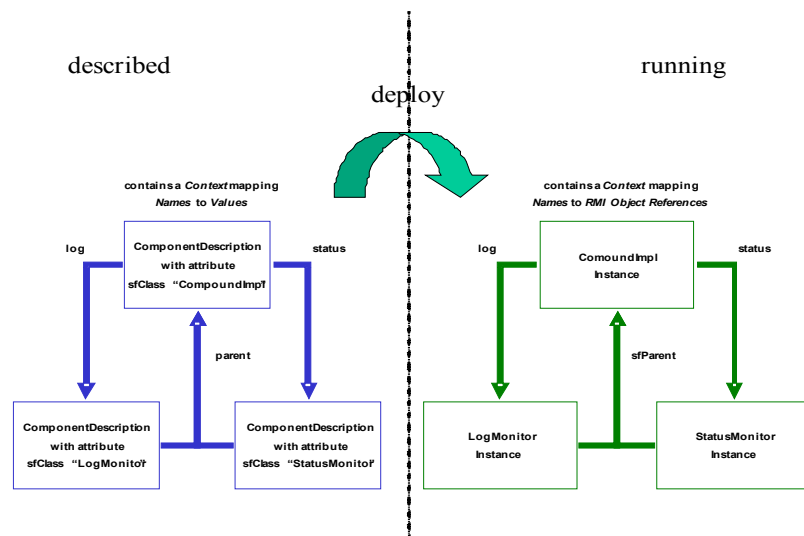 described
running
deploy
contains a Context mapping
Names to Values
contains a Context mapping
Names to RMI Object References
log
ComponentDescription
with attribute
sfClass "CompoundImp"
status
log
ComoundImpl
Instance
status
parent
sfParent
ComponentDescription
with attribute
sfClass "LogMonitor"
ComponentDescription
with attribute
sfClass "StatusMonitor"
LogMonitor
Instance
StatusMonitor
Instance